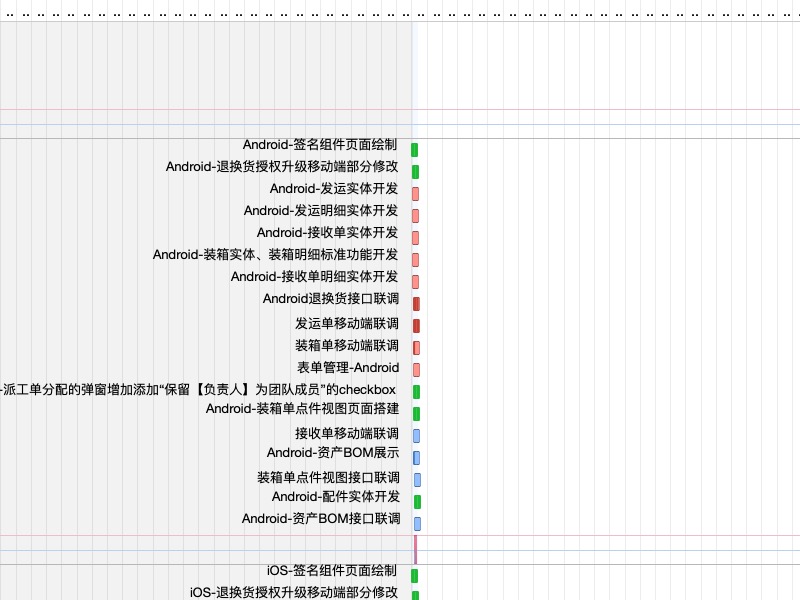 Android-签名组件页面绘制
Android-退换货授权升级移动端部分修改
Android-发运实体开发
Android-发运明细实体开发
Android-接收单实体开发
Android-装箱实体、装箱明细标准功能开发
Android-接收单明细实体开发
Android退换货接口联调
发运单移动端联调
装箱单移动端联调
表单管理-Android
-派工单分配的弹窗增加添加“保留【负责人】为团队成员”的checkbox
Android-装箱单点件视图页面搭建
接收单移动端联调
Android-资产BOM展示
装箱单点件视图接口联调
Android-配件实体开发
Android-资产BOM接口联调
iOS-签名组件页面绘制
iOS-退换货授权升级移动端部分修改